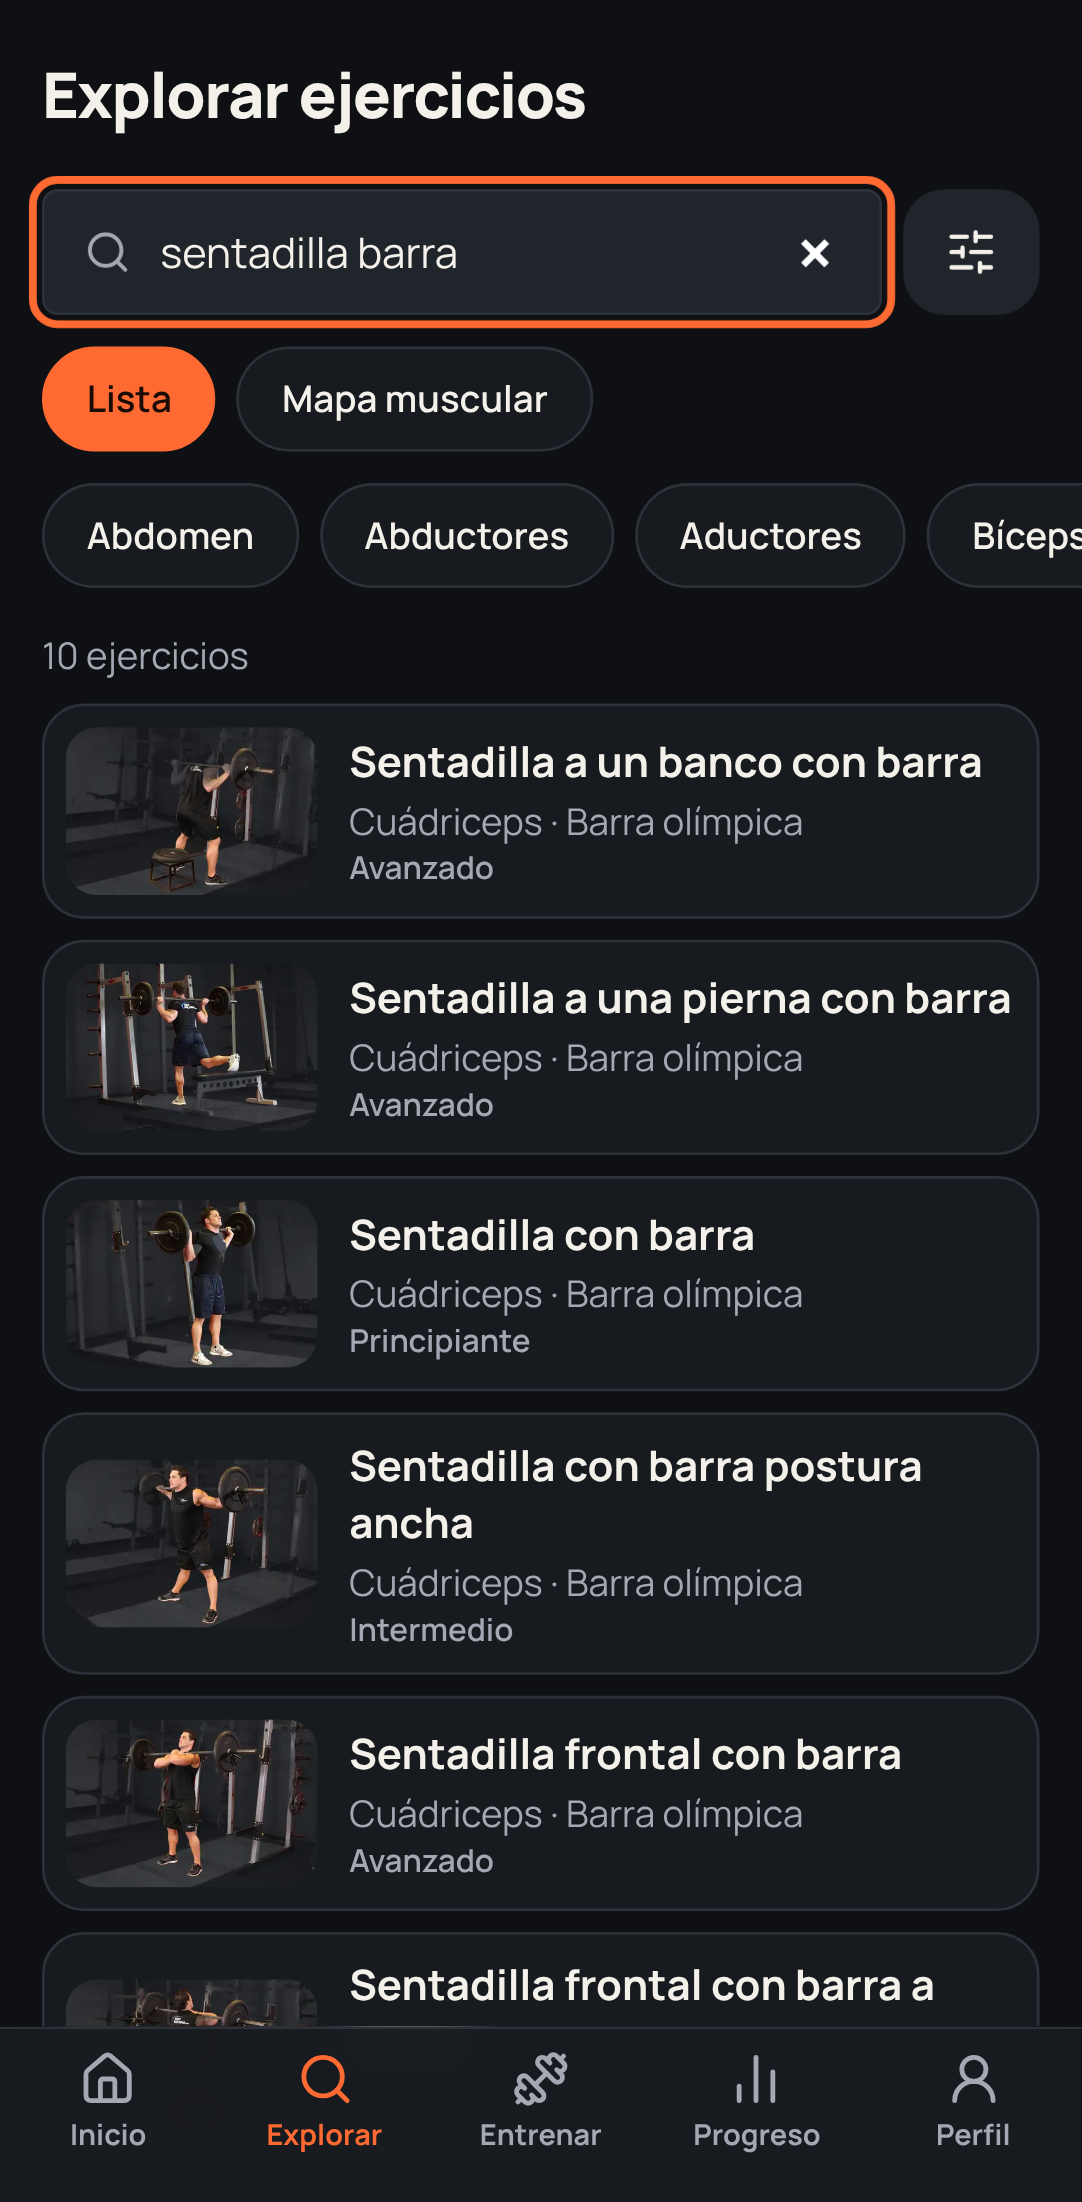 Explorar ejercicios
sentadilla barra
Lista
Mapa muscular
Abdomen
Abductores
Aductores
Bíceps
10 ejercicios
Sentadilla a un banco con barra
Cuádriceps · Barra olímpica
Avanzado
Sentadilla a una pierna con barra
Cuádriceps · Barra olímpica
Avanzado
Sentadilla con barra
Cuádriceps · Barra olímpica
Principiante
Sentadilla con barra postura
ancha
Cuádriceps · Barra olímpica
Intermedio
Sentadilla frontal con barra
Cuádriceps · Barra olímpica
Avanzado
Sentadilla frontal con barra a
Inicio
Explorar
Entrenar
Progreso
Perfil